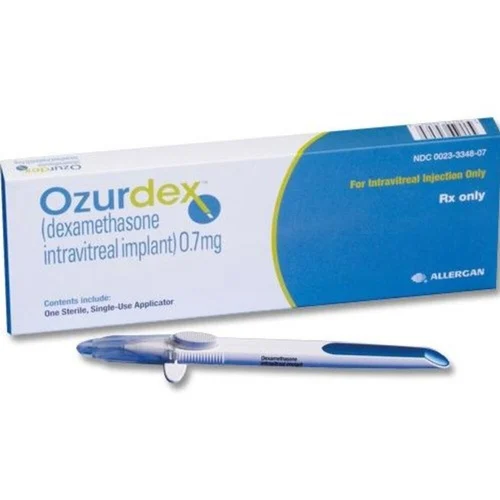 Ozurdex™
(dexamethasone
intravitreal implant) 0.7mg
Contents include:
One Sterile, Single-Use Applicator
NDC 0023-3348-07
For Intravitreal Injection Only
Rx only
ALLERGAN
Dexamethasone
intravitreal implant